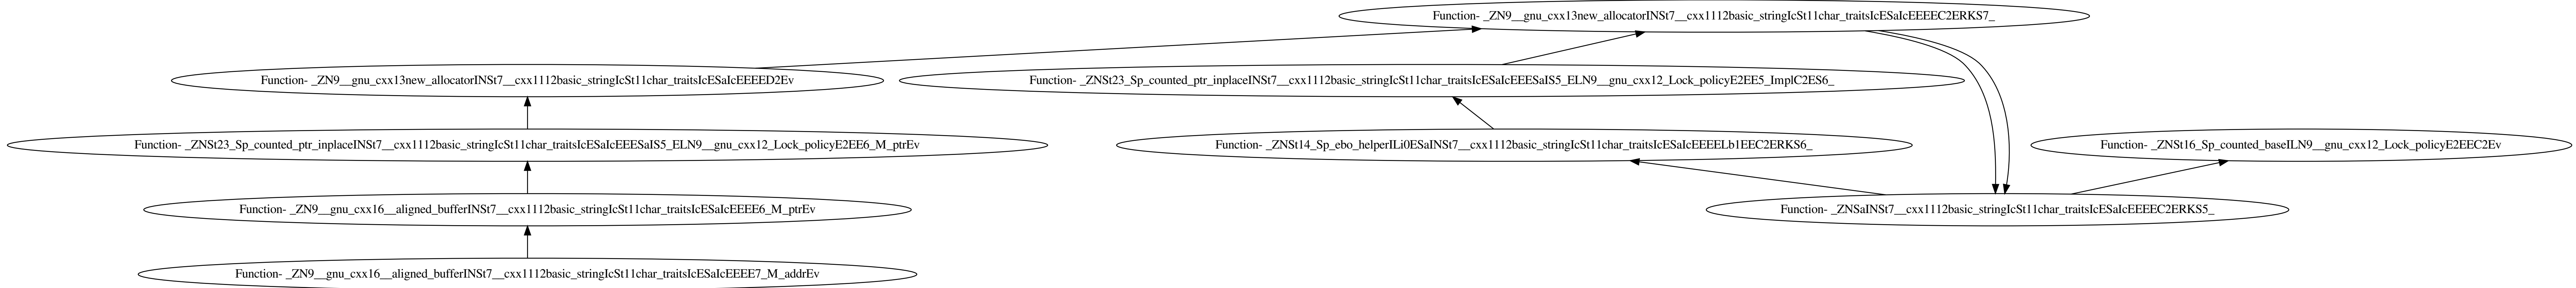 Function- _ZN9__gnu_cxx13new_allocatorINSt7__cxx1112basic_stringIcSt11char_traitsIcESaIcEEEEC2ERKS7_
Function- _ZN9__gnu_cxx13new_allocatorINSt7__cxx1112basic_stringIcSt11char_traitsIcESaIcEEEED2Ev
Function- _ZNSt23_Sp_counted_ptr_inplaceINSt7__cxx1112basic_stringIcSt11char_traitsIcESaIcEEESaIS5_ELN9__gnu_cxx12_Lock_policyE2EE5_ImplC2ES6_
Function- _ZNSt23_Sp_counted_ptr_inplaceINSt7__cxx1112basic_stringIcSt11char_traitsIcESaIcEEESaIS5_ELN9__gnu_cxx12_Lock_policyE2EE6_M_ptrEv
Function- _ZNSt14_Sp_ebo_helperILi0ESaINSt7__cxx1112basic_stringIcSt11char_traitsIcESaIcEEEELb1EEC2ERKS6_
Function- _ZNSt16_Sp_counted_baseILN9__gnu_cxx12_Lock_policyE2EEC2Ev
Function- _ZN9__gnu_cxx16__aligned_bufferINSt7__cxx1112basic_stringIcSt11char_traitsIcESaIcEEEE6_M_ptrEv
Function- _ZNSaINSt7__cxx1112basic_stringIcSt11char_traitsIcESaIcEEEEC2ERKS5_
Function- _ZN9__gnu_cxx16__aligned_bufferINSt7__cxx1112basic_stringIcSt11char_traitsIcESaIcEEEE7_M_addrEv